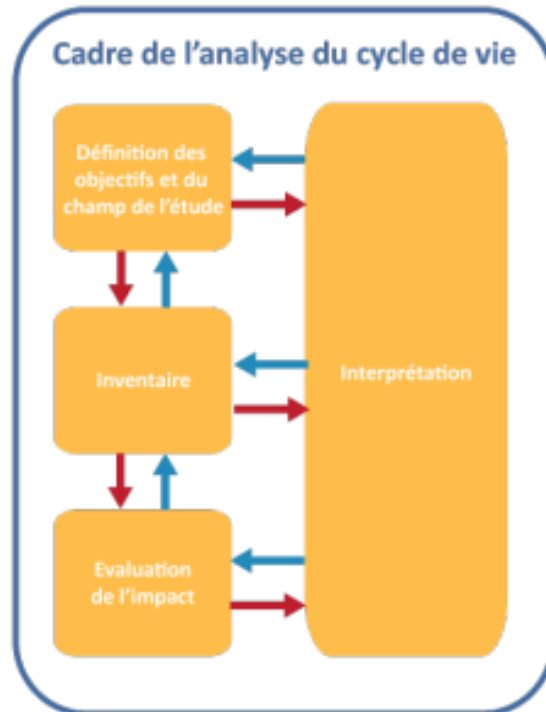 Cadre de l'analyse du cycle de vie
Définition des
objectifs et du
champ de l'étude
Inventaire
Interprétation
Evaluation
de l'impact